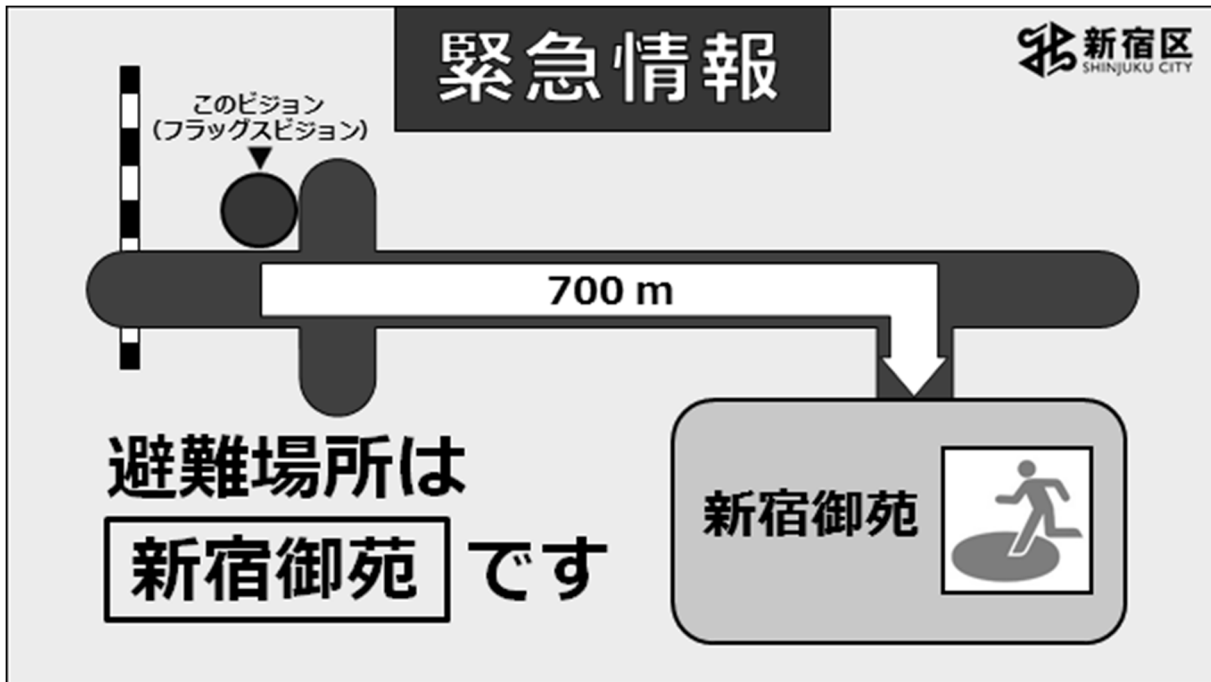 緊急情報
新宿区
SHINJUKU CITY
このビジョン
（フラッグスビジョン）
700 m
避難場所は
新宿御苑 です
新宿御苑